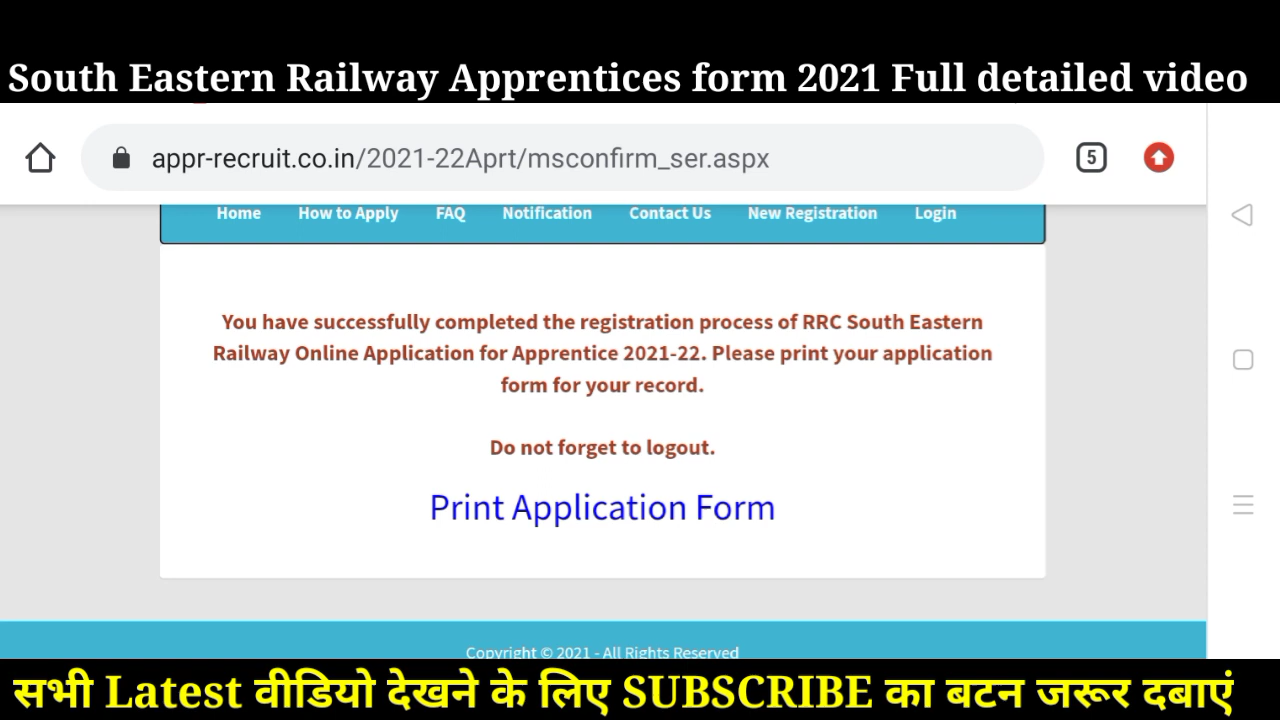 South Eastern Railway Apprentices form 2021 Full detailed video
appr-recruit.co.in/2021-22Aprt/msconfirm_ser.aspx
5
Home How to Apply FAQ Notification Contact Us New Registration Login
You have successfully completed the registration process of RRC South Eastern
Railway Online Application for Apprentice 2021-22. Please print your application
form for your record.
Do not forget to logout.
Print Application Form
Copyright © 2021 - All Rights Reserved
सभी Latest वीडियो देखने के लिए SUBSCRIBE का बटन जरूर दबाएं